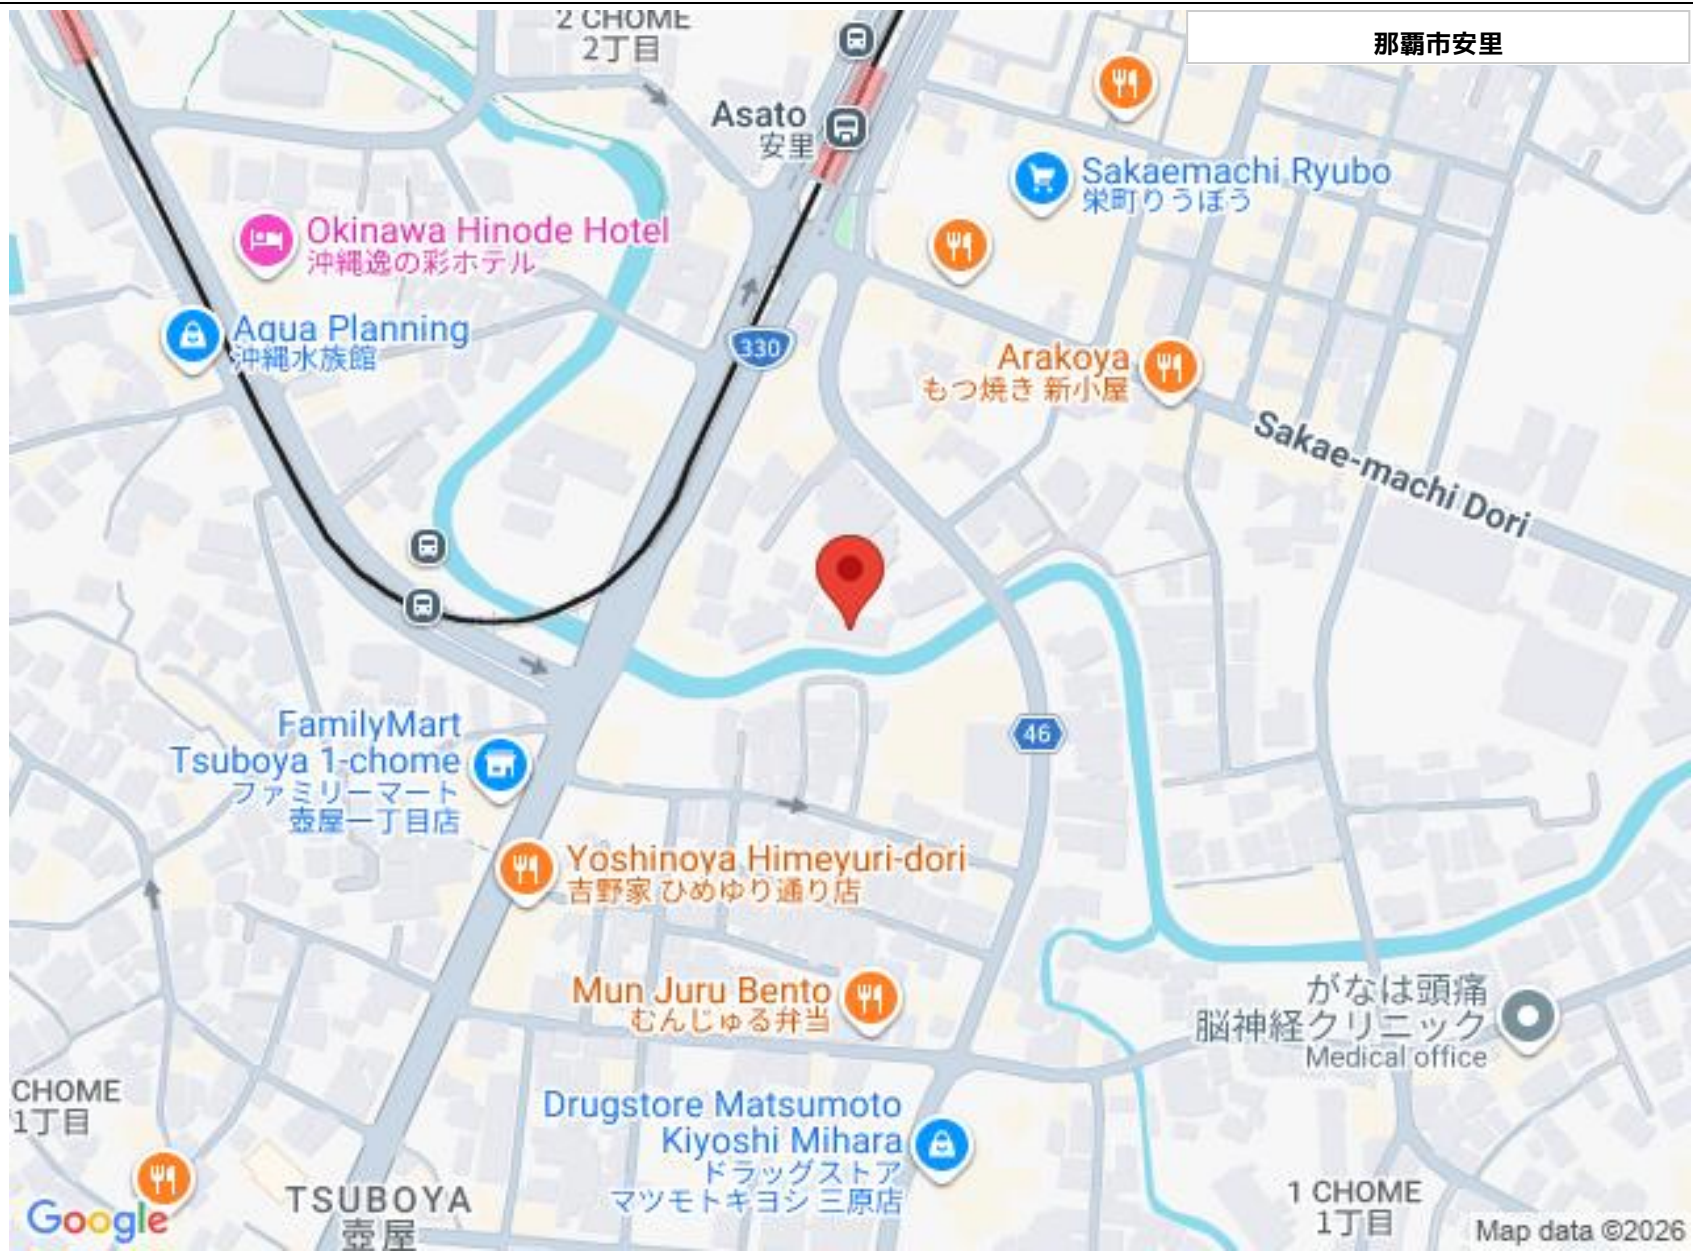 2 CHOME
2丁目
那覇市安里
Asato
安里
Sakaemachi Ryubo
栄町りうぼう
Okinawa Hinode Hotel
沖縄逸の彩ホテル
Aqua Planning
沖縄水族館
330
Arakoya
もつ焼き 新小屋
Sakae-machi Dori
FamilyMart
Tsuboya 1-chome
ファミリーマート
壺屋一丁目店
46
Yoshinoya Himeyuri-dori
吉野家 ひめゆり通り店
Mun Juru Bento
むんじゅる弁当
がなは頭痛
脳神経クリニック
Medical office
CHOME
1丁目
Drugstore Matsumoto
Kiyoshi Mihara
ドラッグストア
マツモトキヨシ 三原店
TSUBOYA
壺屋
1 CHOME
1丁目
Google
Map data ©2026